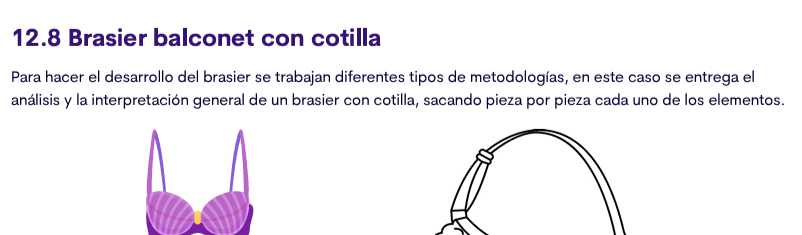 12.8 Brasier balconet con cotilla
Para hacer el desarrollo del brasier se trabajan diferentes tipos de metodologías, en este caso se entrega el
análisis y la interpretación general de un brasier con cotilla, sacando pieza por pieza cada uno de los elementos.